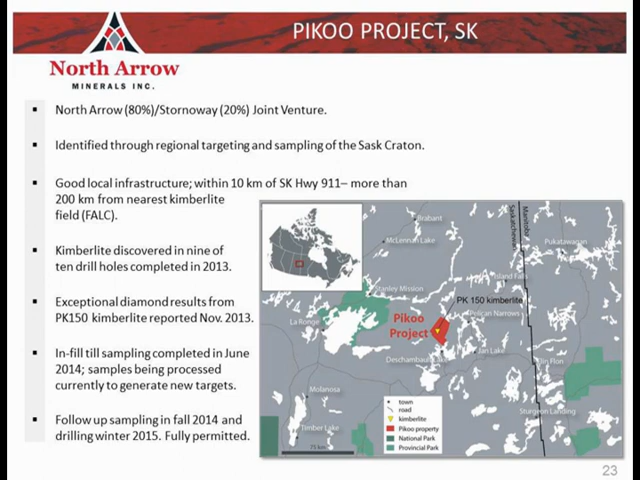 PIKOO PROJECT, SK
North Arrow
MINERALS INC.
North Arrow (80%)/Stornoway (20%) Joint Venture.
Identified through regional targeting and sampling of the Sask Craton.
Good local infrastructure; within 10 km of SK Hwy 911– more than
200 km from nearest kimberlite
field (FALC).
Kimberlite discovered in nine of
ten drill holes completed in 2013.
Exceptional diamond results from
PK150 kimberlite reported Nov. 2013.
In-fill till sampling completed in June
2014; samples being processed
currently to generate new targets.
Follow up sampling in fall 2014 and
drilling winter 2015. Fully permitted.
Brabant
McLennan Lake
Saskatchewan
Manitoba
Pukatawagan
Island Falls
Stanley Mission
PK 150 kimberlite
Pelican Narrows
La Ronge
Pikoo
Project
Deschambault
Jan Lake
Flin Flon
Molanosa
Sturgeon Landing
Timber Lake
town
road
kimberlite
Pikoo property
National Park
Provincial Park
75 km
23